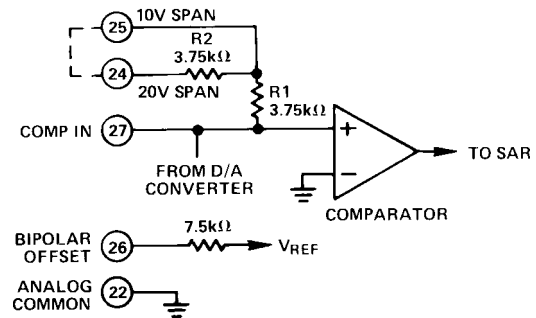 25 10V SPAN
R2
3.75kΩ
24
20V SPAN
R1
3.75kΩ
COMP IN 27
+
−
TO SAR
FROM D/A
CONVERTER
COMPARATOR
7.5kΩ
BIPOLAR
OFFSET
26
VREF
ANALOG
COMMON
22